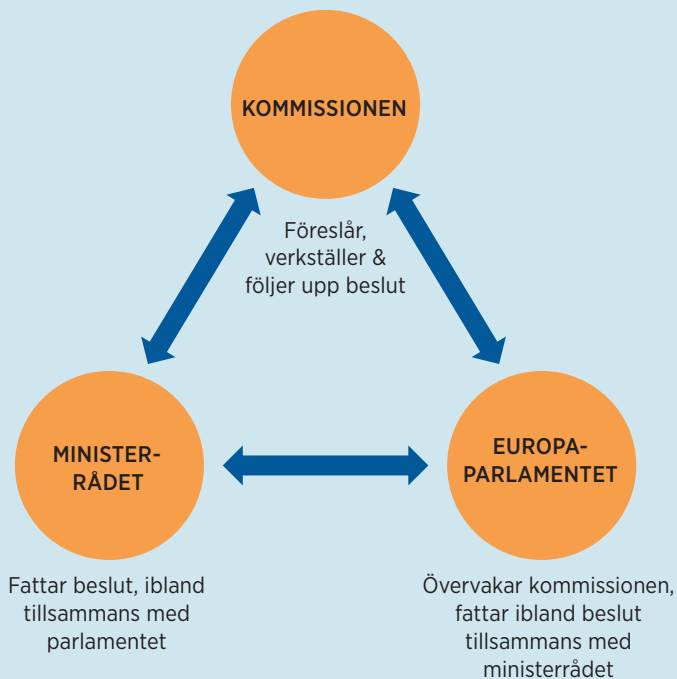 KOMMISSIONEN
Föreslår,
verkställer &
följer upp beslut
MINISTER-
RÅDET
Fattar beslut, ibland
tillsammans med
parlamentet
EUROPA-
PARLAMENTET
Övervakar kommissionen,
fattar ibland beslut
tillsammans med
ministerrådet